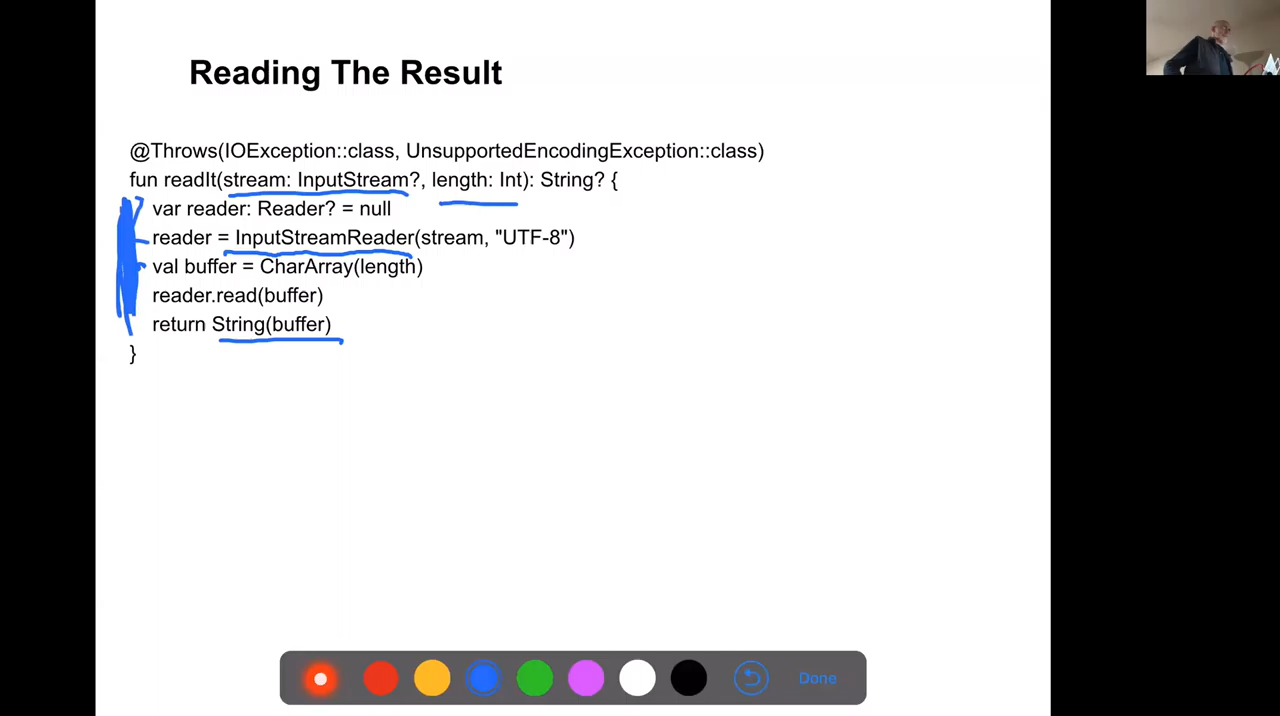 Reading The Result
@Throws(IOException::class, UnsupportedEncodingException::class)
fun readIt(stream: InputStream?, length: Int): String? {
var reader: Reader? = null
reader = InputStreamReader(stream, "UTF-8")
val buffer = CharArray(length)
reader.read(buffer)
return String(buffer)
}
Done